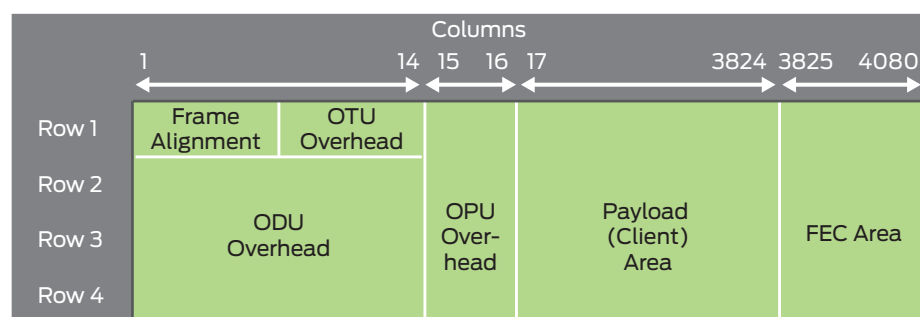 Columns
1 14 15 16 17 3824 3825 4080
Row 1
Frame
Alignment
OTU
Overhead
Row 2
Row 3
Row 4
ODU
Overhead
OPU
Over-
head
Payload
(Client)
Area
FEC Area